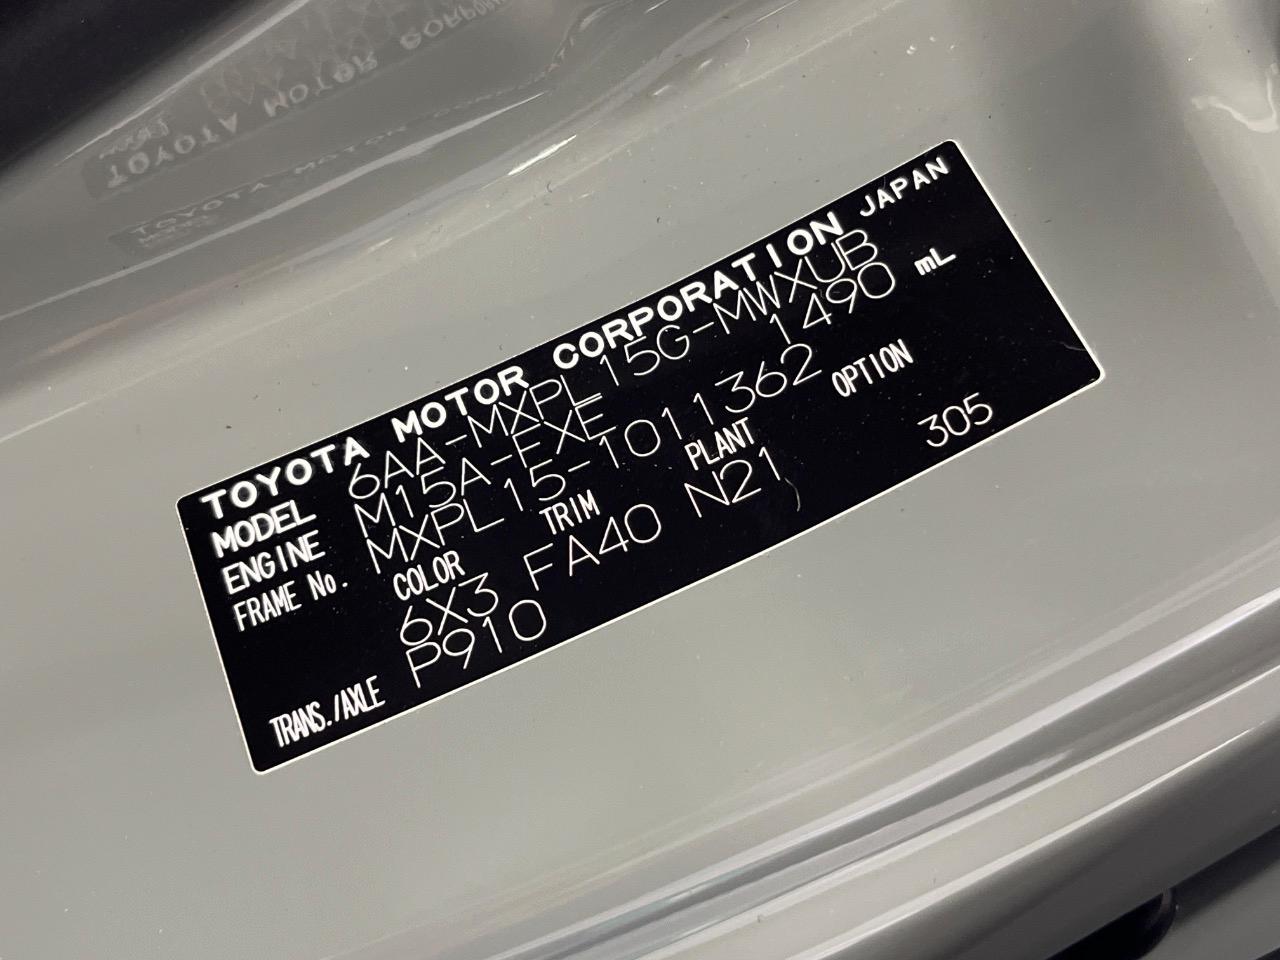 TOYOTA MOTOR CORPORATION JAPAN
MODEL 6AA-MXPL15G-MWXUB
ENGINE M15A-FXE 1490 mL
FRAME No. MXPL15-1011362
COLOR TRIM PLANT OPTION
6X3 FA40 N21 305
TRANS./AXLE P910